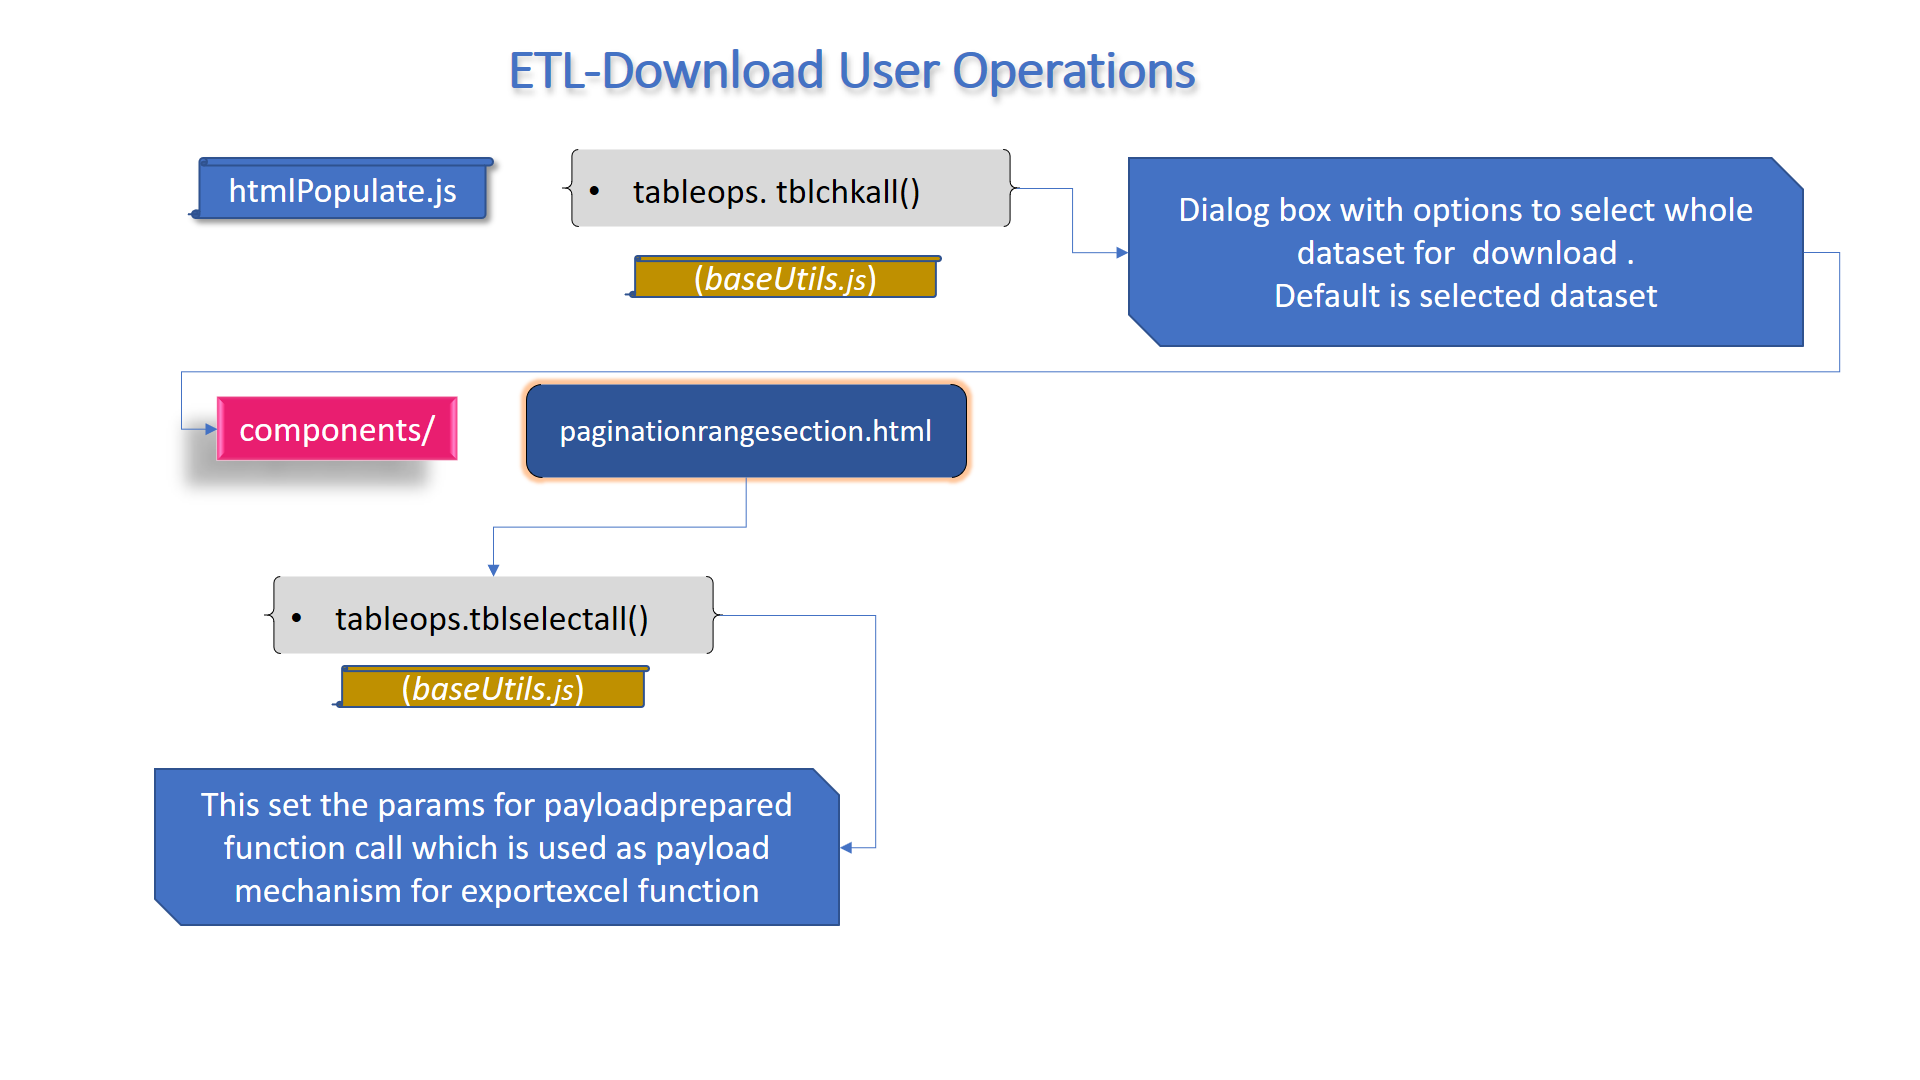 ETL-Download User Operations
htmlPopulate.js
• tableops. tblchkall()
(baseUtils.js)
Dialog box with options to select whole
dataset for  download .
Default is selected dataset
components/
paginationrangesection.html
• tableops.tblselectall()
(baseUtils.js)
This set the params for payloadprepared
function call which is used as payload
mechanism for exportexcel function